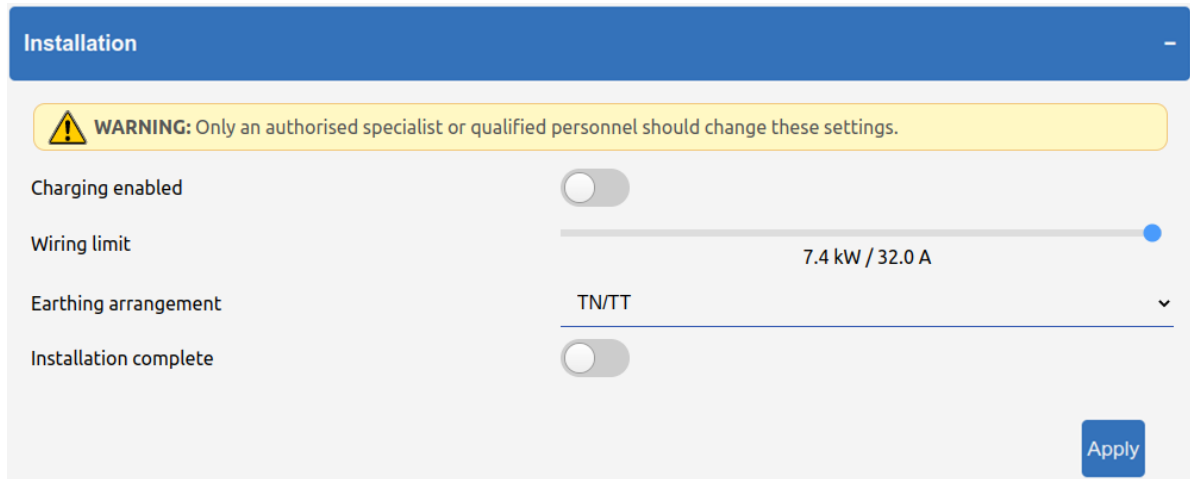 Installation
WARNING: Only an authorised specialist or qualified personnel should change these settings.
Charging enabled
Wiring limit
7.4 kW / 32.0 A
Earthing arrangement TN/TT
Installation complete
Apply